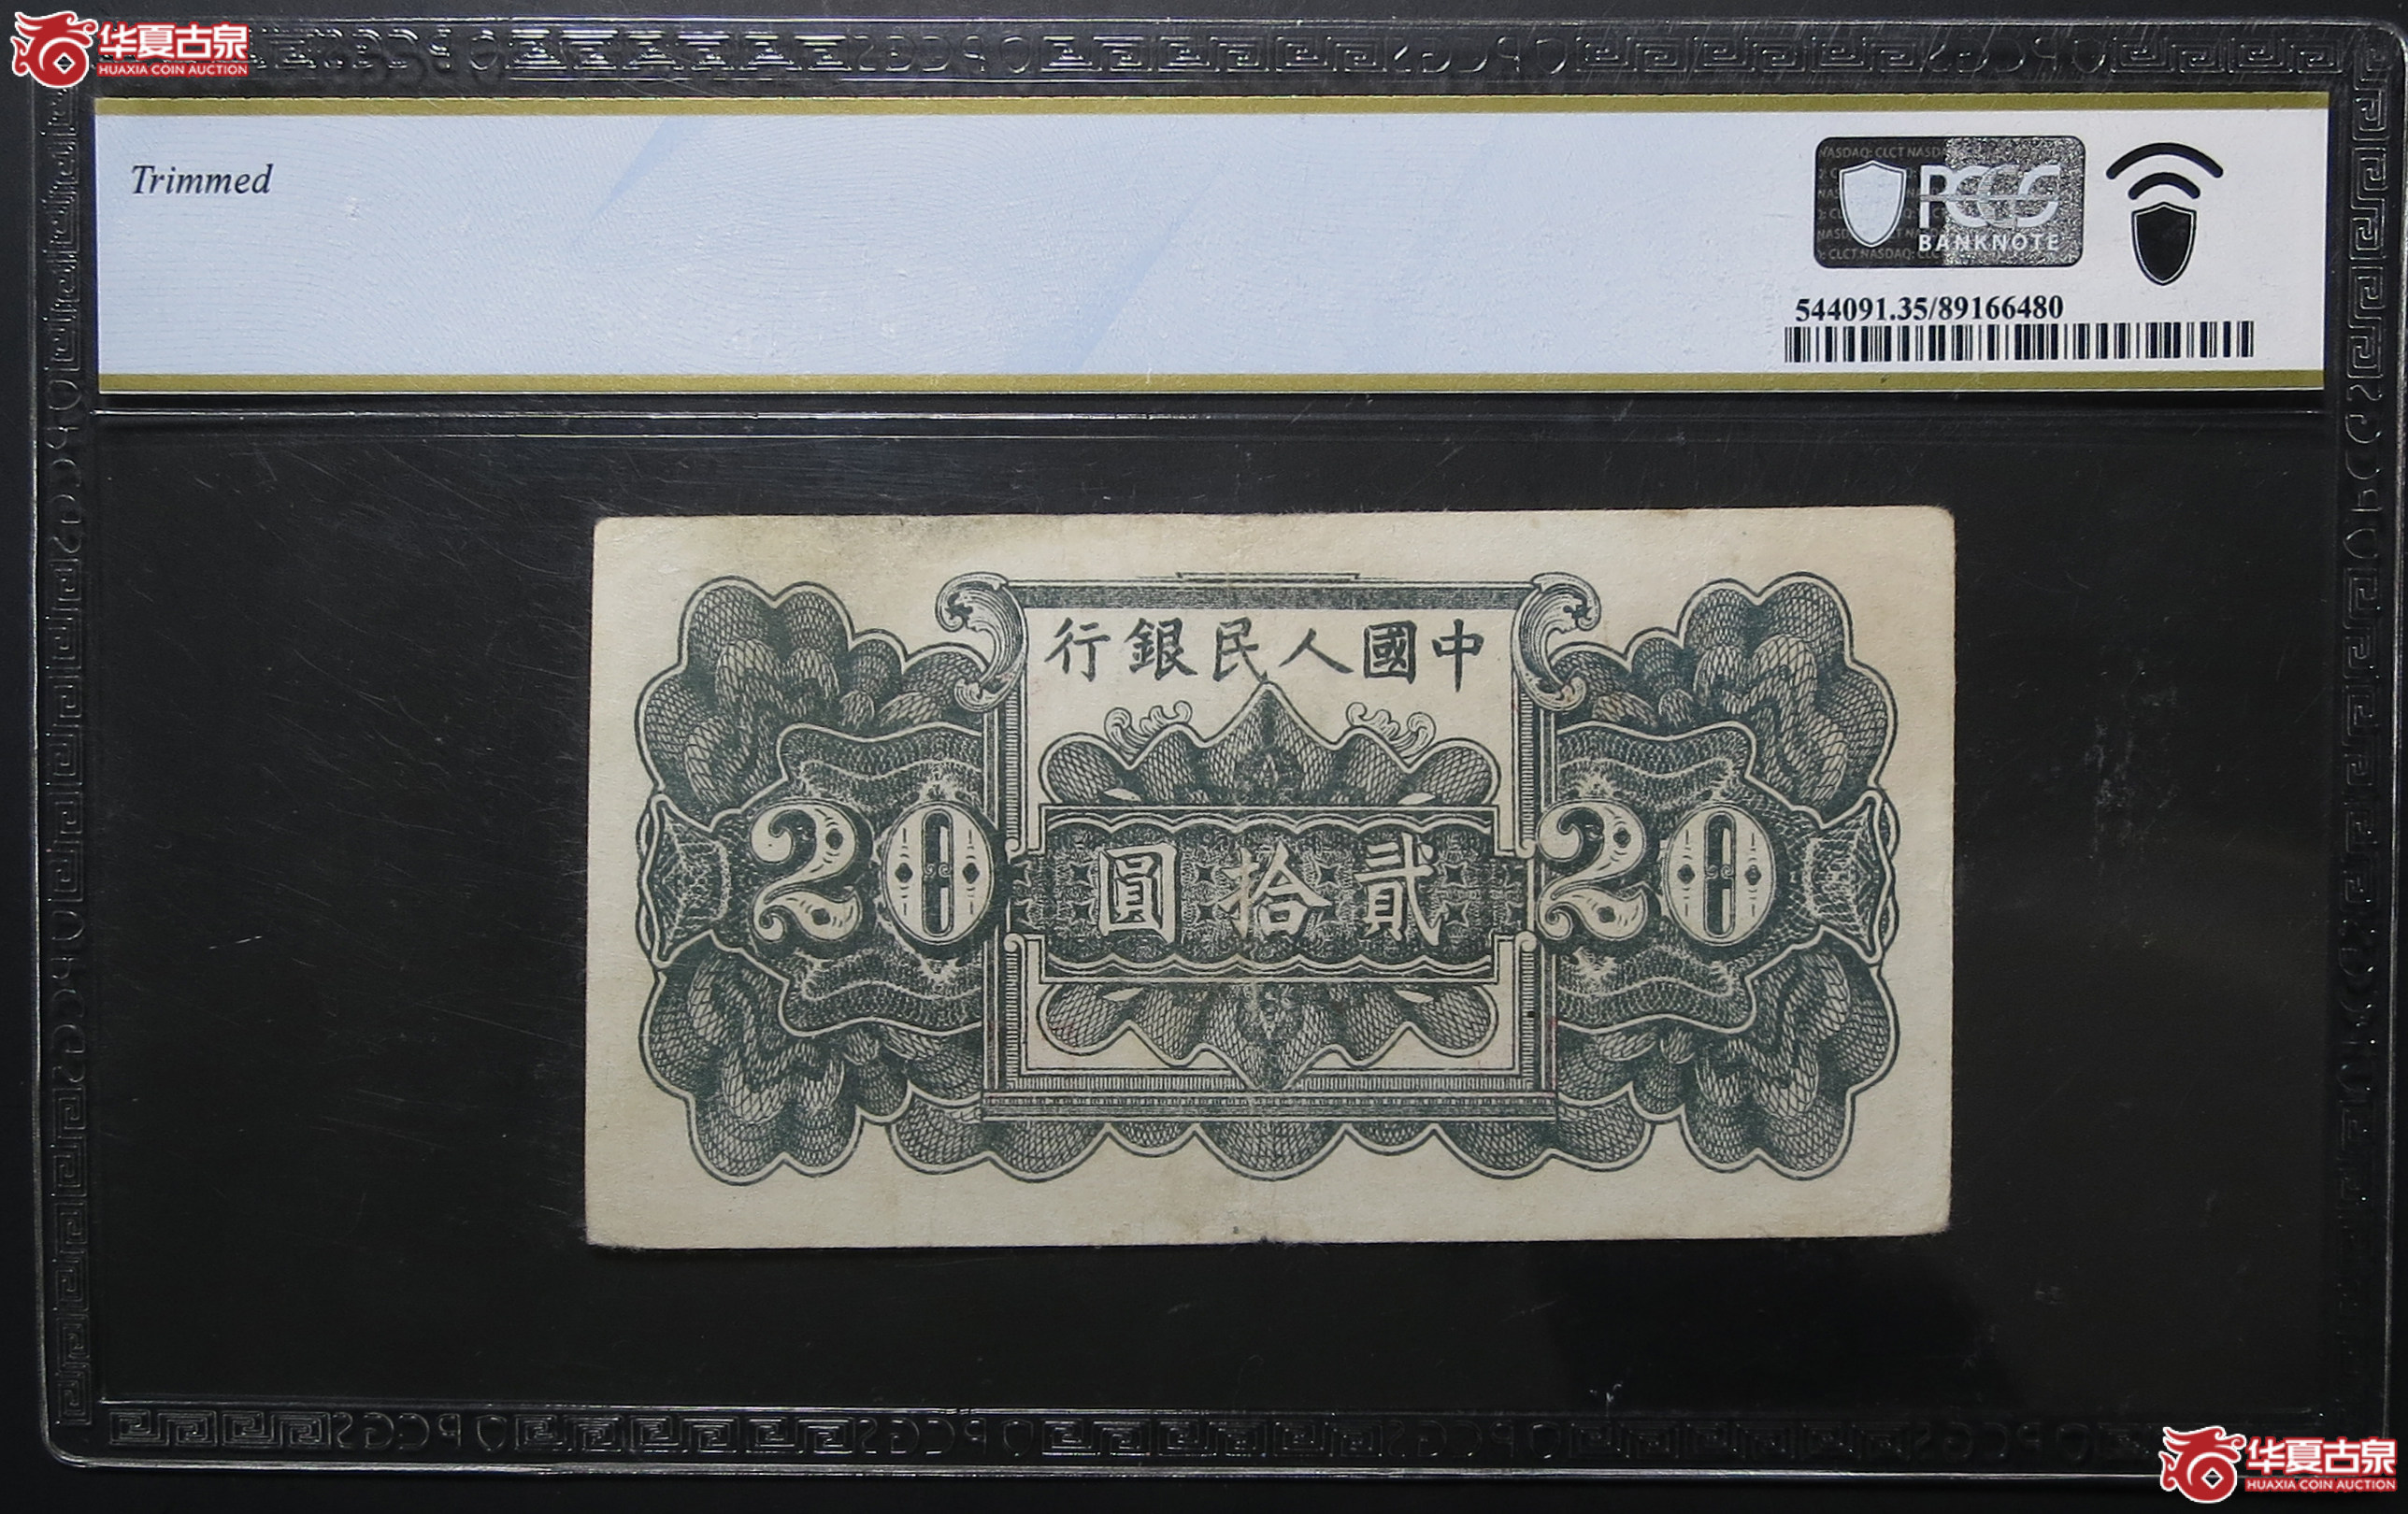 华夏古泉
HUAXIA COIN AUCTION
Trimmed
PCGS
BANKNOTE
544091.35/89166480
行銀民人國中
20 圓拾貳 20
华夏古泉
HUAXIA COIN AUCTION